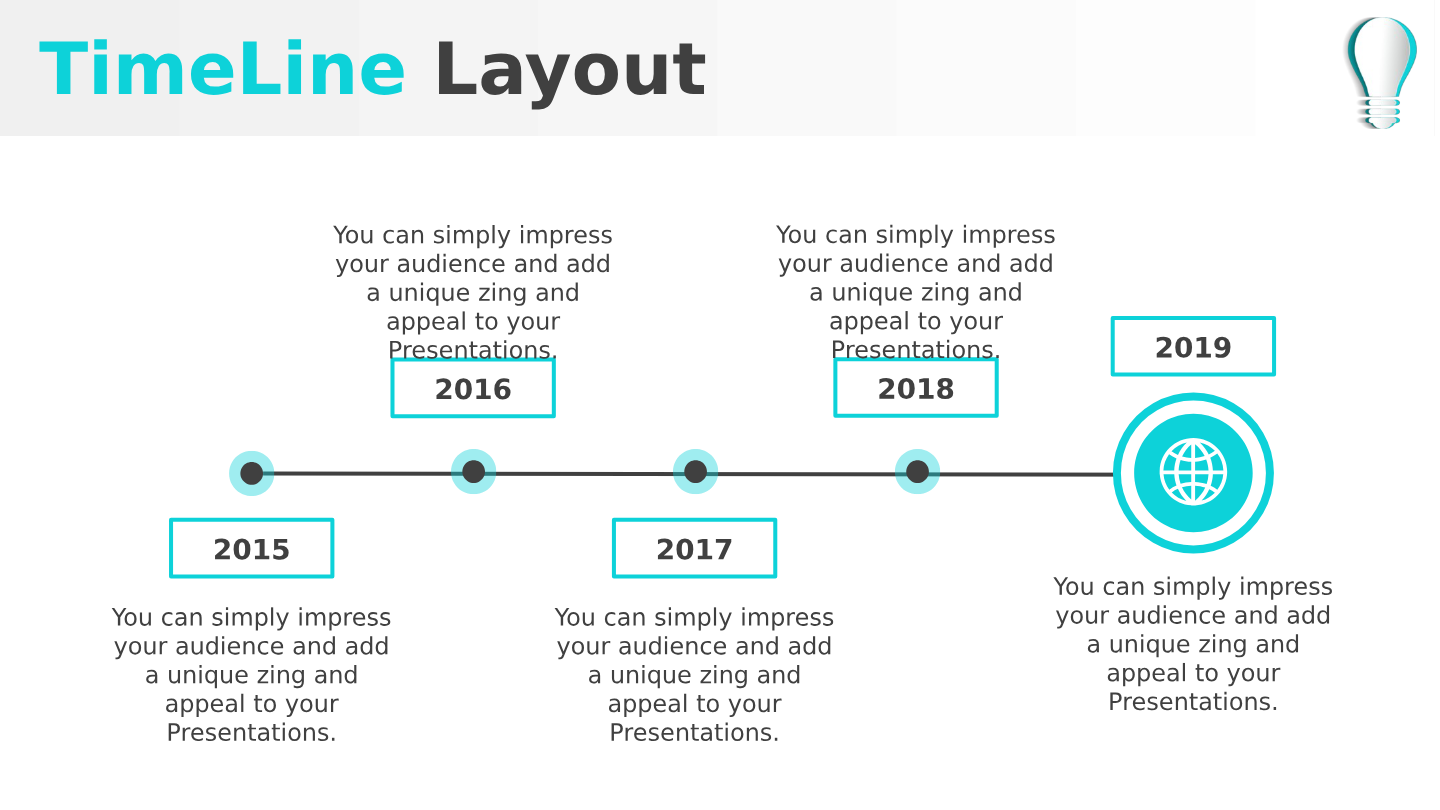 TimeLine Layout
You can simply impress
your audience and add
a unique zing and
appeal to your
Presentations.
2016
You can simply impress
your audience and add
a unique zing and
appeal to your
Presentations.
2018
2019
2015
You can simply impress
your audience and add
a unique zing and
appeal to your
Presentations.
2017
You can simply impress
your audience and add
a unique zing and
appeal to your
Presentations.
You can simply impress
your audience and add
a unique zing and
appeal to your
Presentations.